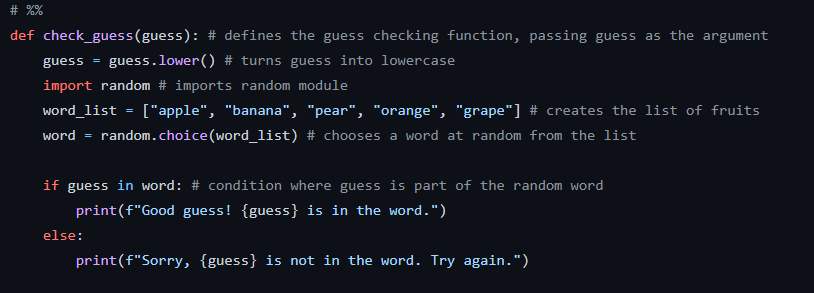 # %%
def check_guess(guess): # defines the guess checking function, passing guess as the argument
    guess = guess.lower() # turns guess into lowercase
    import random # imports random module
    word_list = ["apple", "banana", "pear", "orange", "grape"] # creates the list of fruits
    word = random.choice(word_list) # chooses a word at random from the list

    if guess in word: # condition where guess is part of the random word
        print(f"Good guess! {guess} is in the word.")
    else:
        print(f"Sorry, {guess} is not in the word. Try again.")